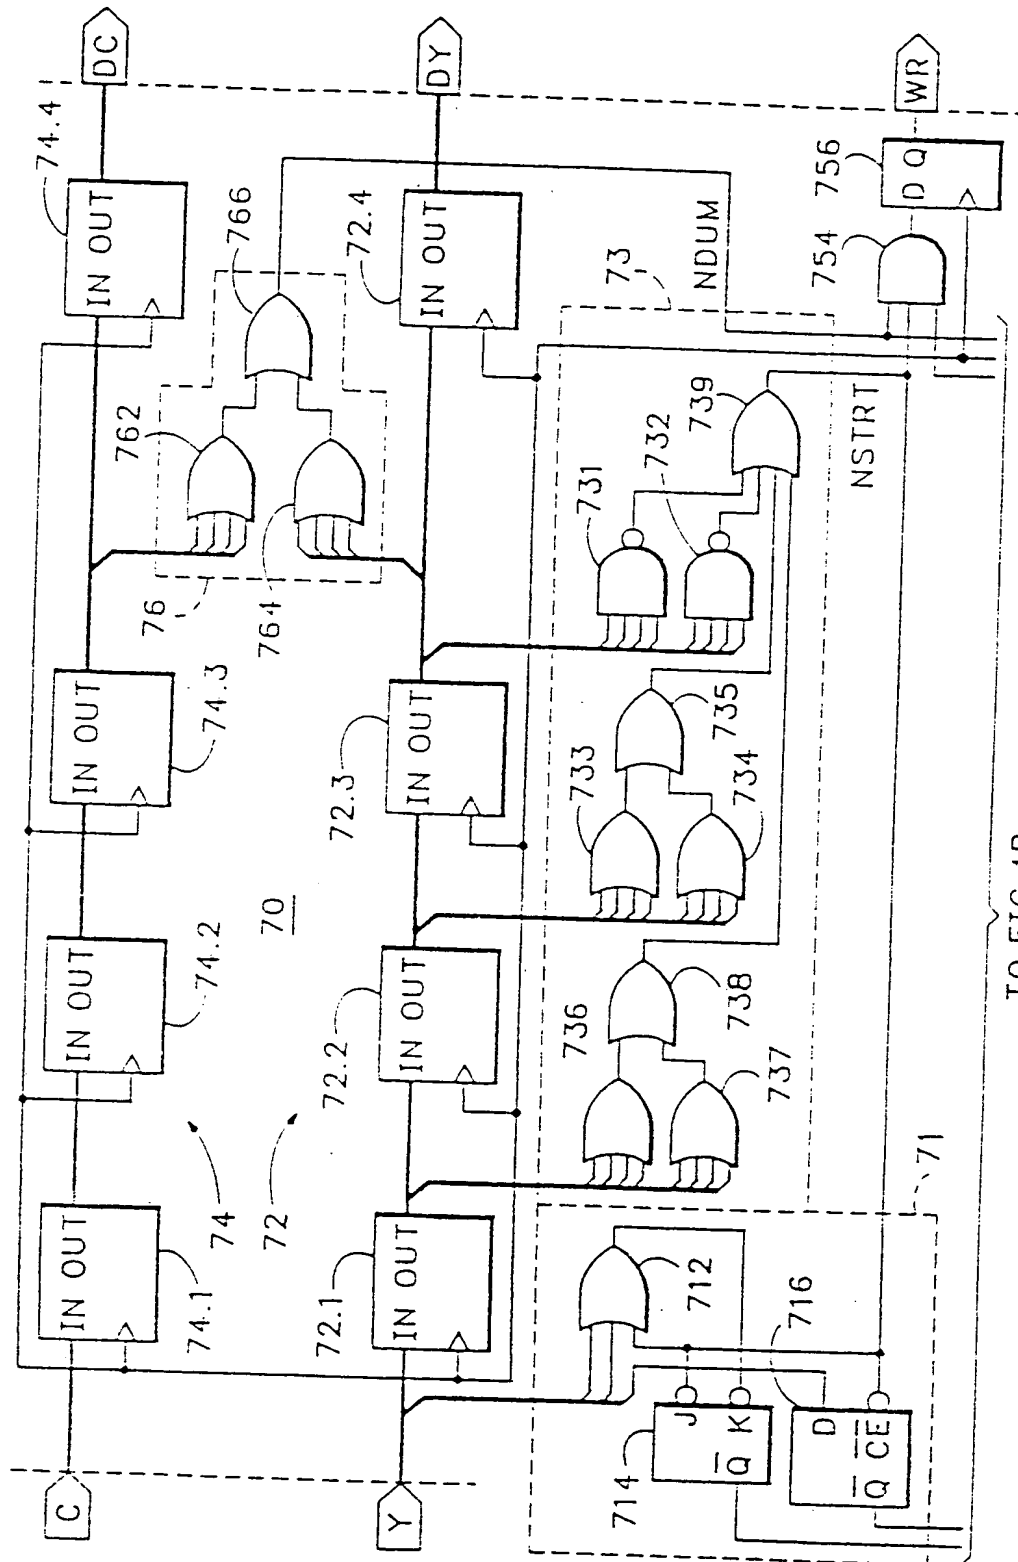 C
IN OUT
74.1
IN OUT
74.2
IN OUT
74.3
IN OUT
74.4
DC
74
70
72
76
762
764
766
Y
IN OUT
72.1
IN OUT
72.2
IN OUT
72.3
IN OUT
72.4
DY
73
NDUM
712
J
Q K
714
D
Q CE
716
71
736
737
738
733
734
735
731
732
739
NSTRT
754
D Q
756
WR